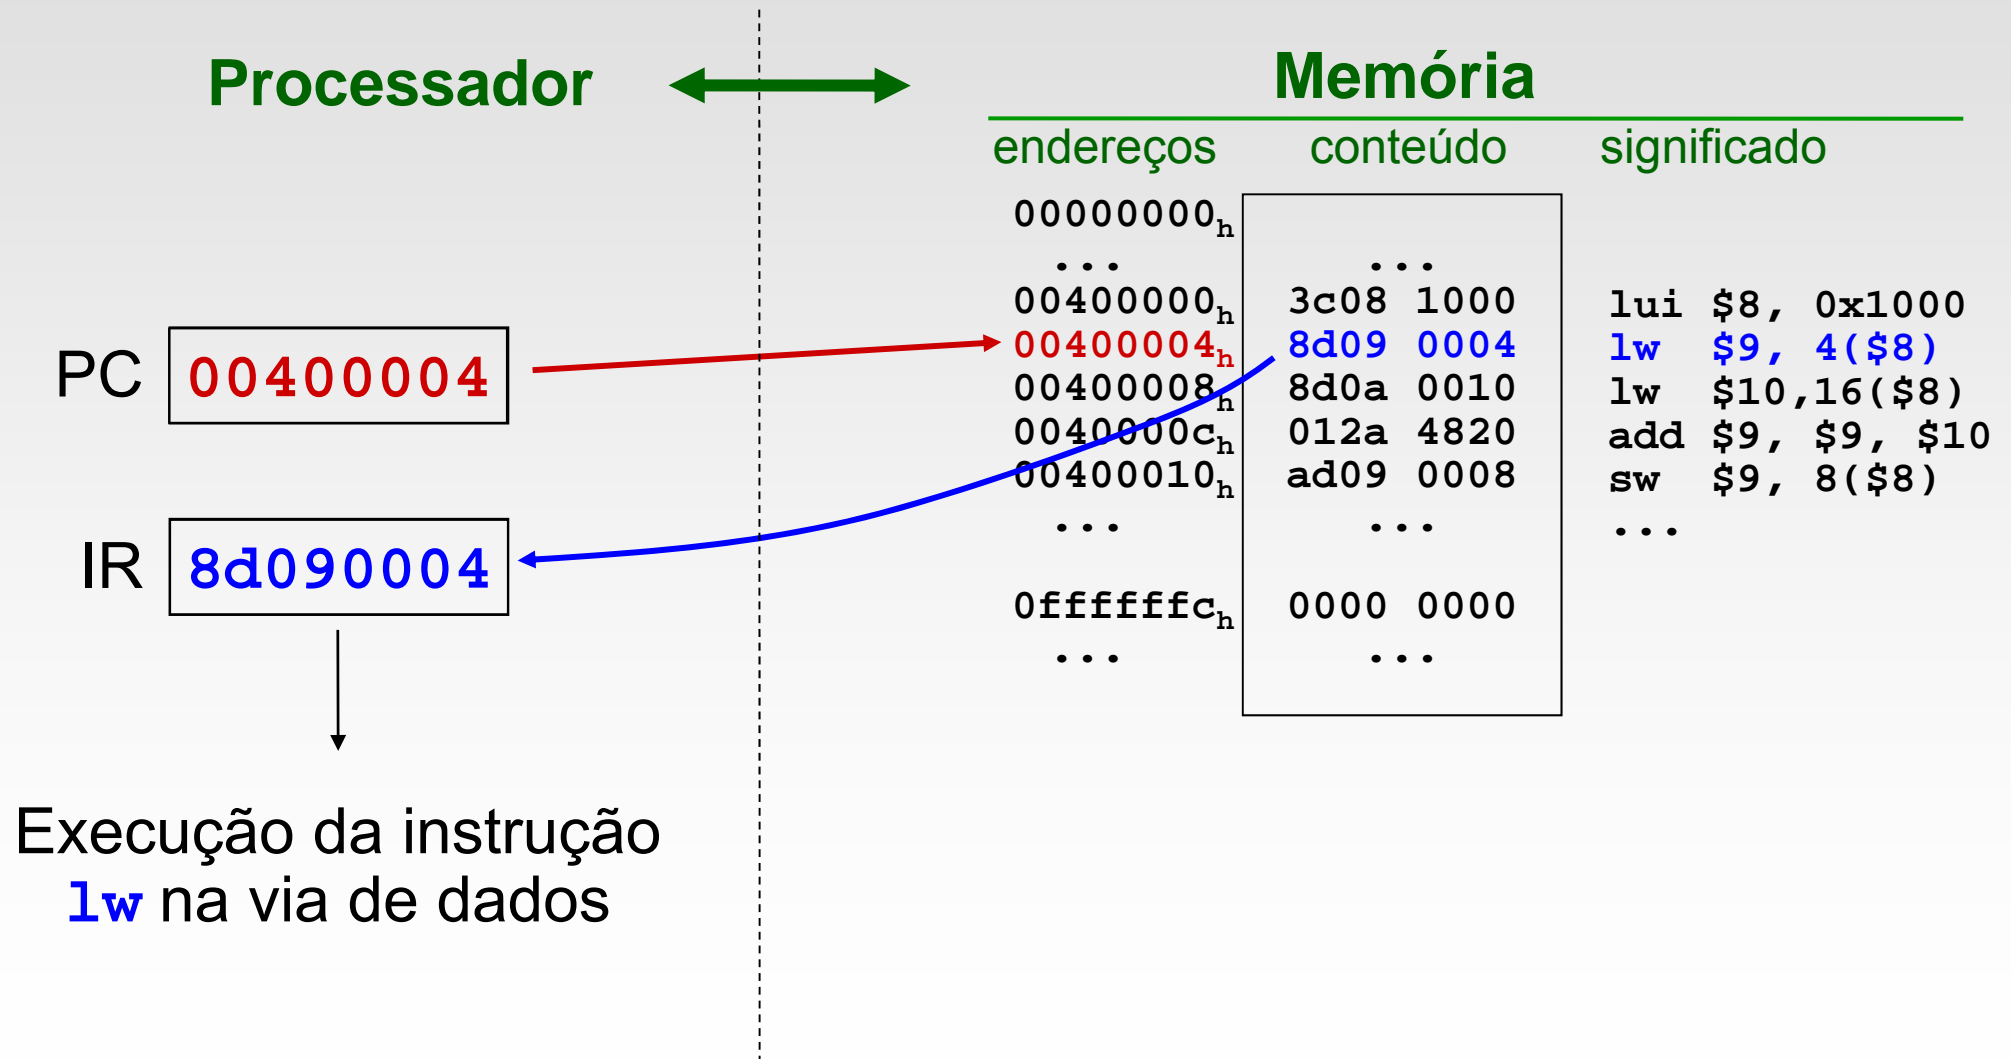 Processador
Memória
endereços conteúdo significado
00000000h
... ...
00400000h 3c08 1000 lui $8, 0x1000
00400004h 8d09 0004 lw $9, 4($8)
00400008h 8d0a 0010 lw $10,16($8)
0040000ch 012a 4820 add $9, $9, $10
00400010h ad09 0008 sw $9, 8($8)
... ... ...
0ffffffch 0000 0000
... ...
PC 00400004
IR 8d090004
Execução da instrução
lw na via de dados